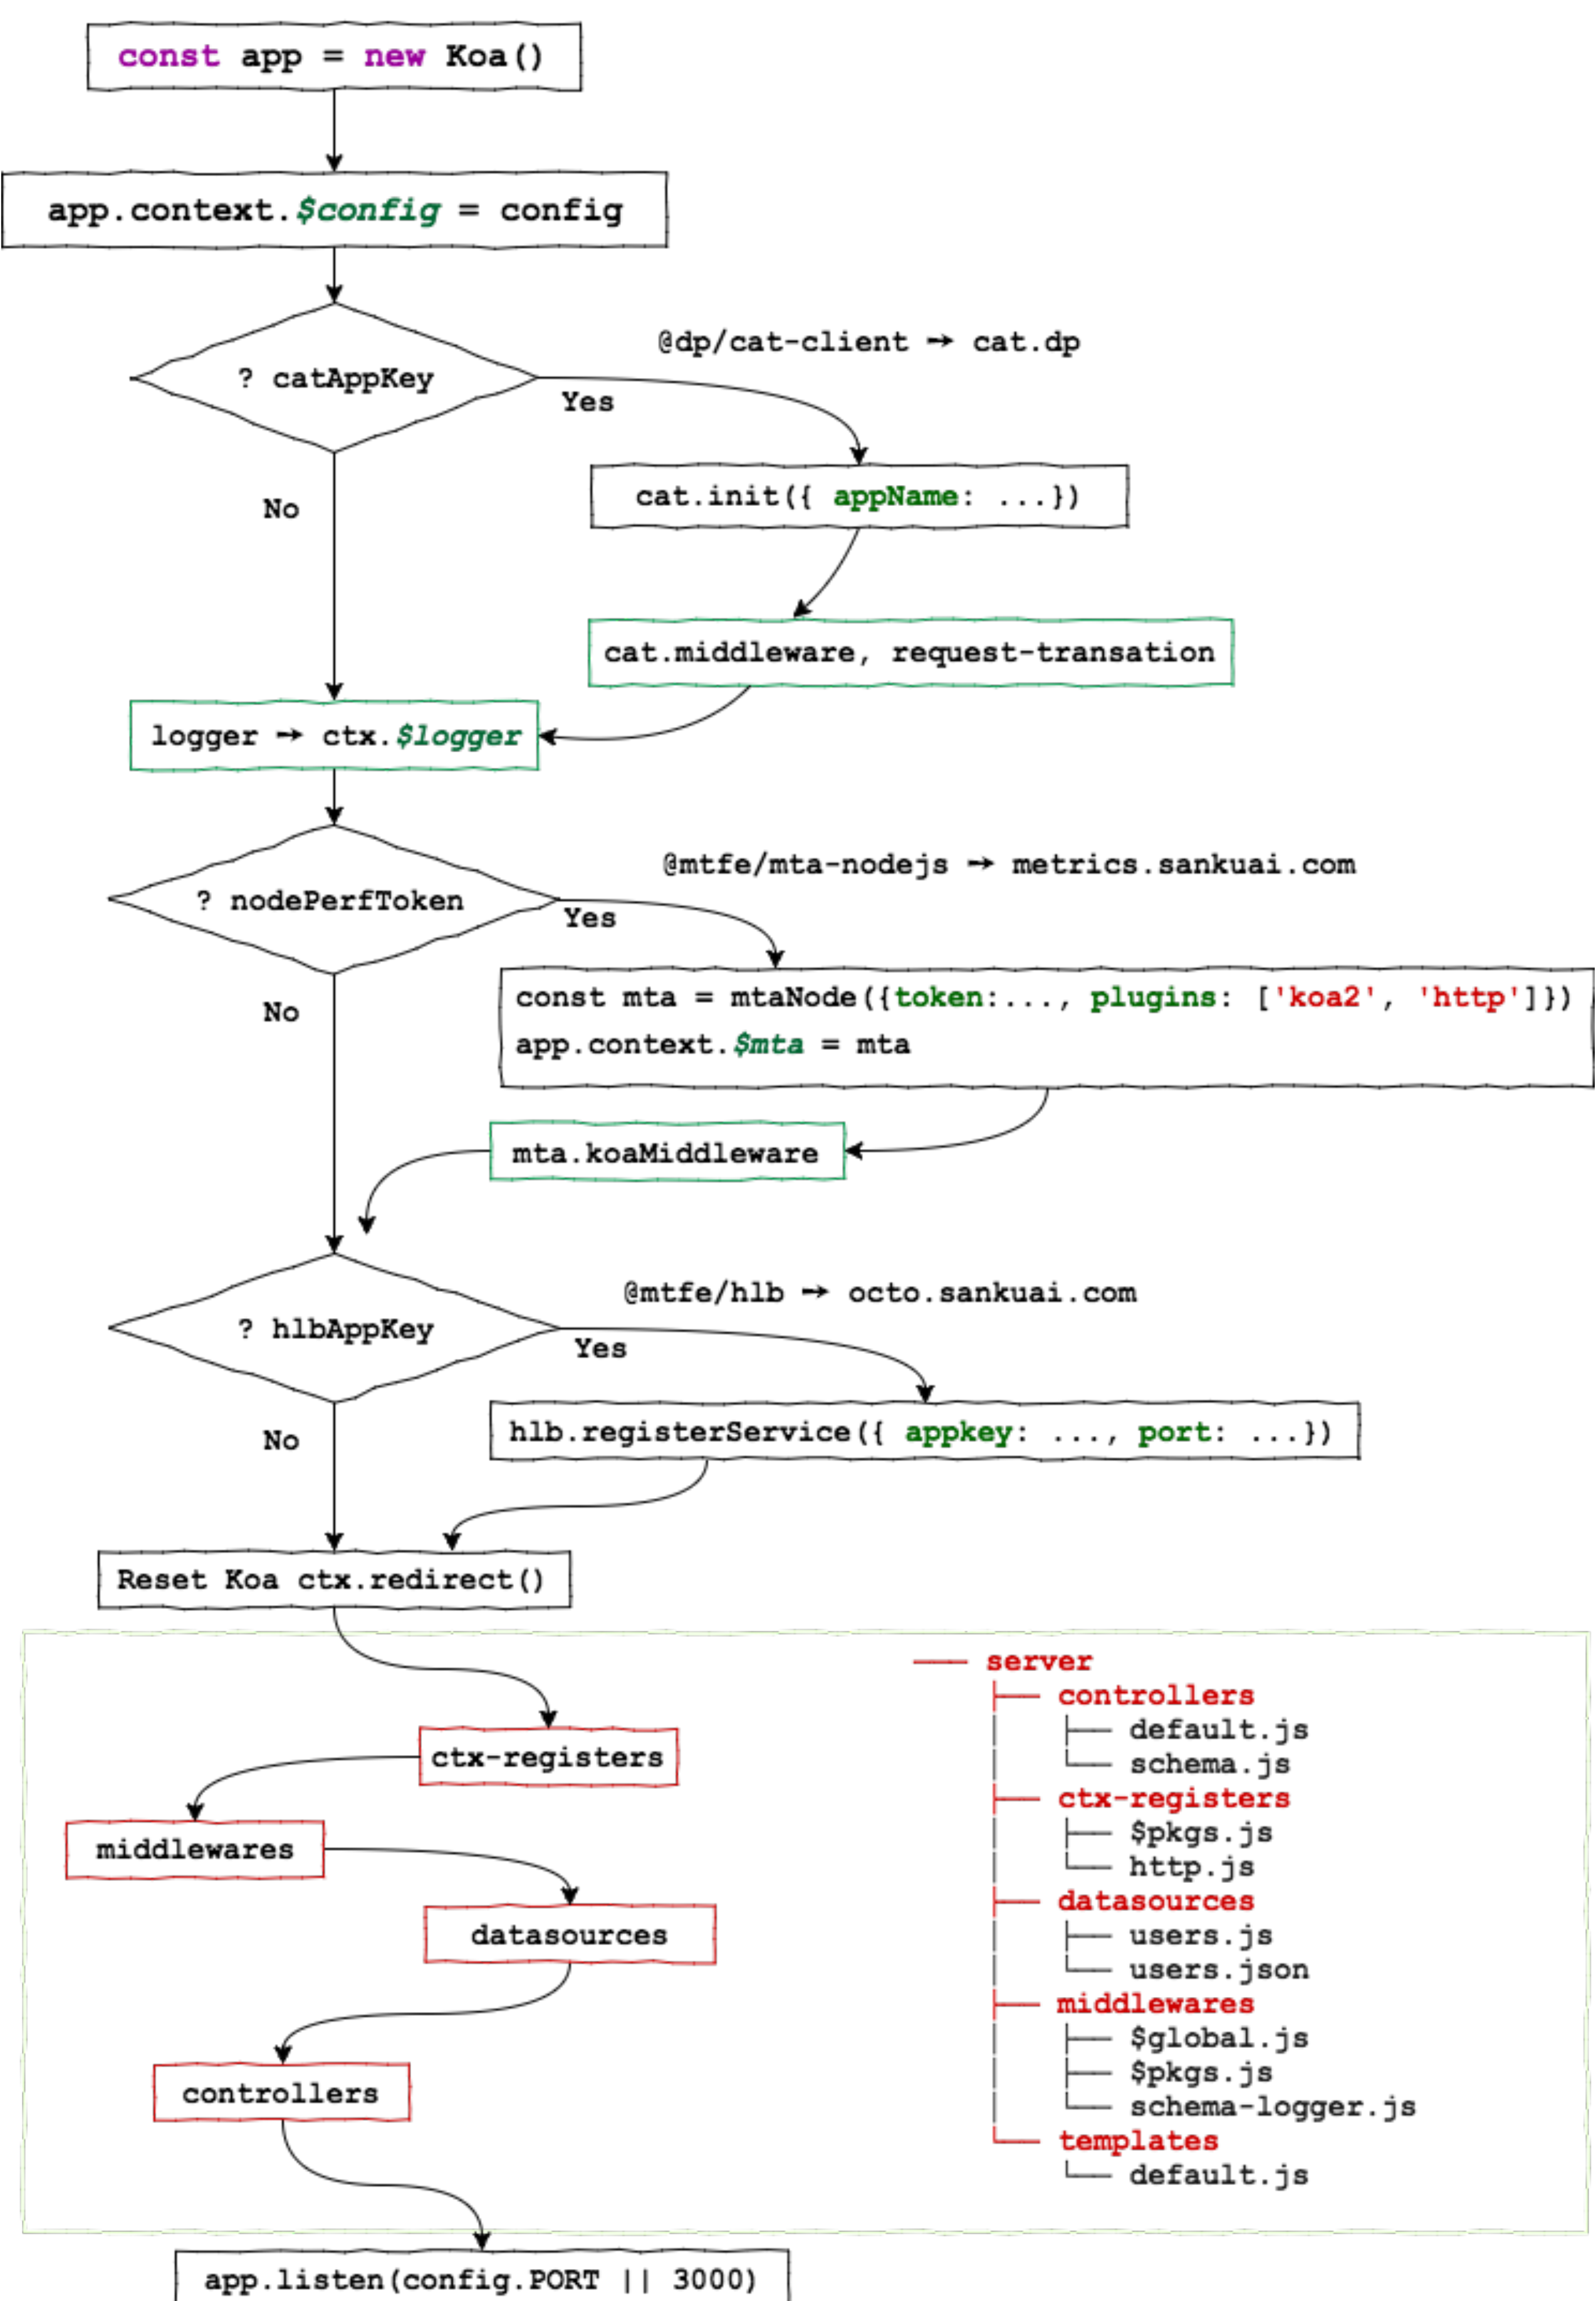 const app = new Koa()
app.context.$config = config
@dp/cat-client → cat.dp
? catAppKey
Yes
cat.init({ appName: ...})
No
cat.middleware, request-transation
logger → ctx.$logger
@mtfe/mta-nodejs → metrics.sankuai.com
? nodePerfToken
Yes
const mta = mtaNode({token:..., plugins: ['koa2', 'http']})
No
app.context.$mta = mta
mta.koaMiddleware
@mtfe/hlb → octo.sankuai.com
? hlbAppKey
Yes
hlb.registerService({ appkey: ..., port: ...})
No
Reset Koa ctx.redirect()
ctx-registers
middlewares
datasources
controllers
── server
├── controllers
│   ├── default.js
│   └── schema.js
├── ctx-registers
│   ├── $pkgs.js
│   └── http.js
├── datasources
│   ├── users.js
│   └── users.json
├── middlewares
│   ├── $global.js
│   ├── $pkgs.js
│   └── schema-logger.js
└── templates
    └── default.js
app.listen(config.PORT || 3000)